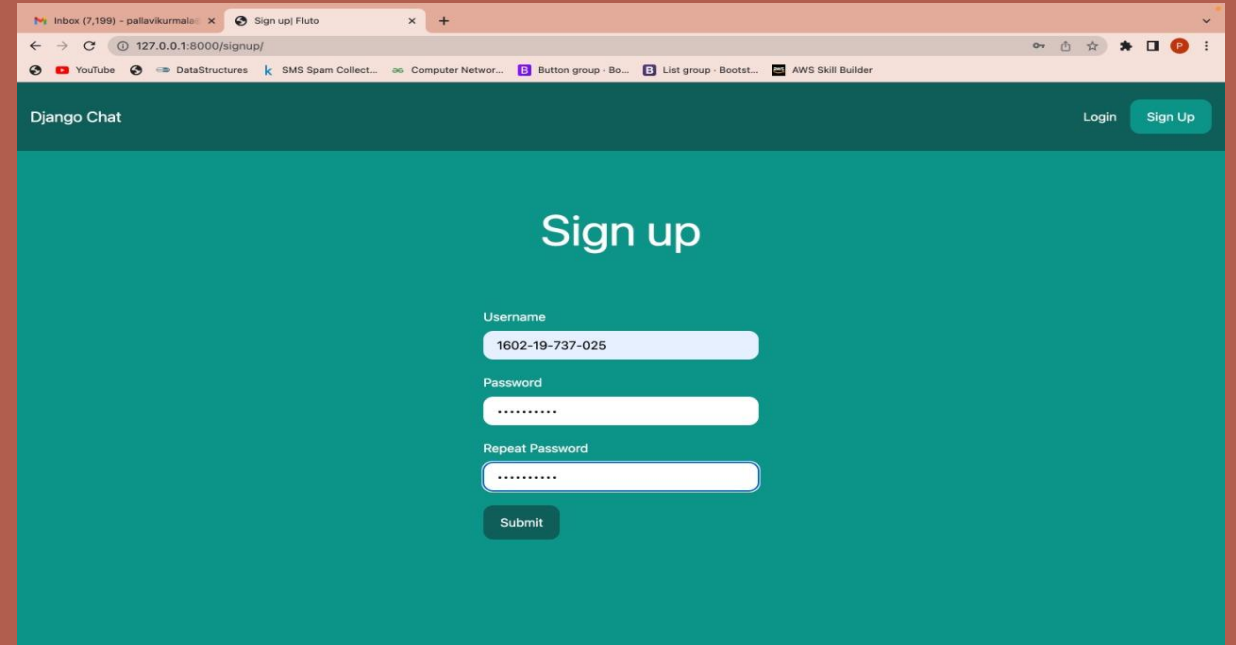 Inbox (7,199) - pallavikurmala
Sign up| Fluto
127.0.0.1:8000/signup/
P
YouTube
DataStructures
SMS Spam Collect...
Computer Networ...
Button group · Bo...
List group · Bootst...
AWS Skill Builder
Django Chat
Login
Sign Up
Sign up
Username
1602-19-737-025
Password
••••••••••
Repeat Password
••••••••••
Submit